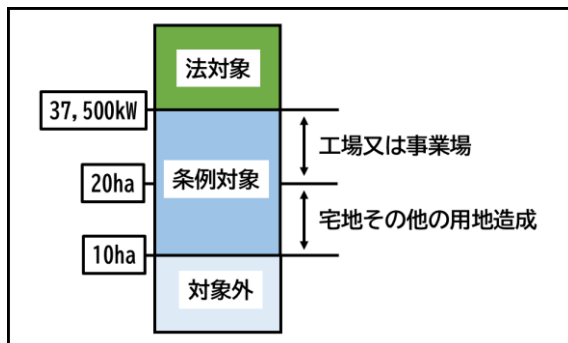 法対象
37,500kW
工場又は事業場
20ha
条例対象
宅地その他の用地造成
10ha
対象外